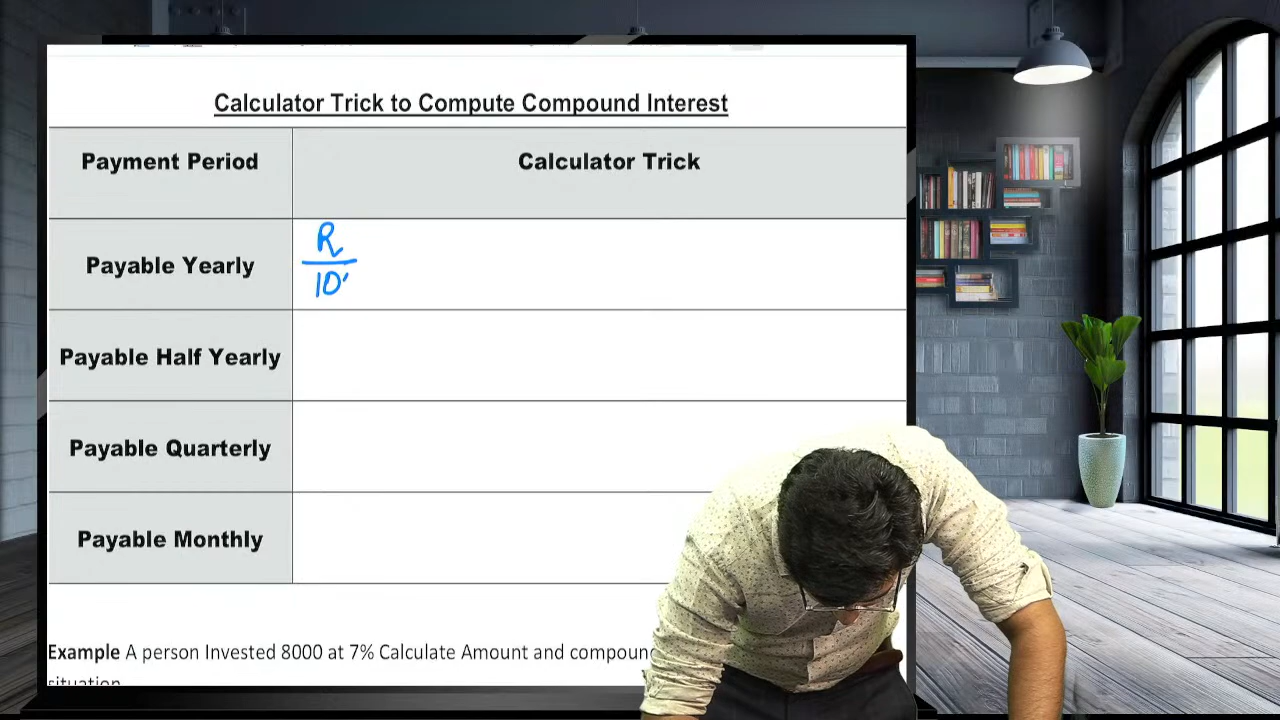 Calculator Trick to Compute Compound Interest
Payment Period
Calculator Trick
Payable Yearly
R
10
Payable Half Yearly
Payable Quarterly
Payable Monthly
Example A person Invested 8000 at 7% Calculate Amount and
situation